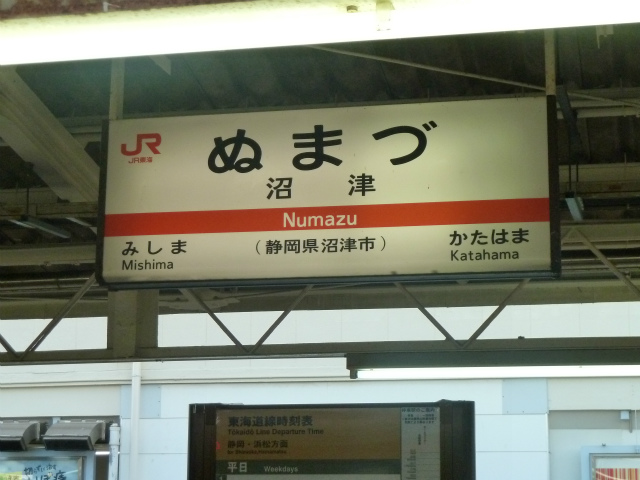 JR
JR東海
ぬまづ
沼津
Numazu
みしま
Mishima
（静岡県沼津市）
かたはま
Katahama
東海道線時刻表
Tōkaidō Line Departure Time
静岡・浜松方面
平日 Weekdays